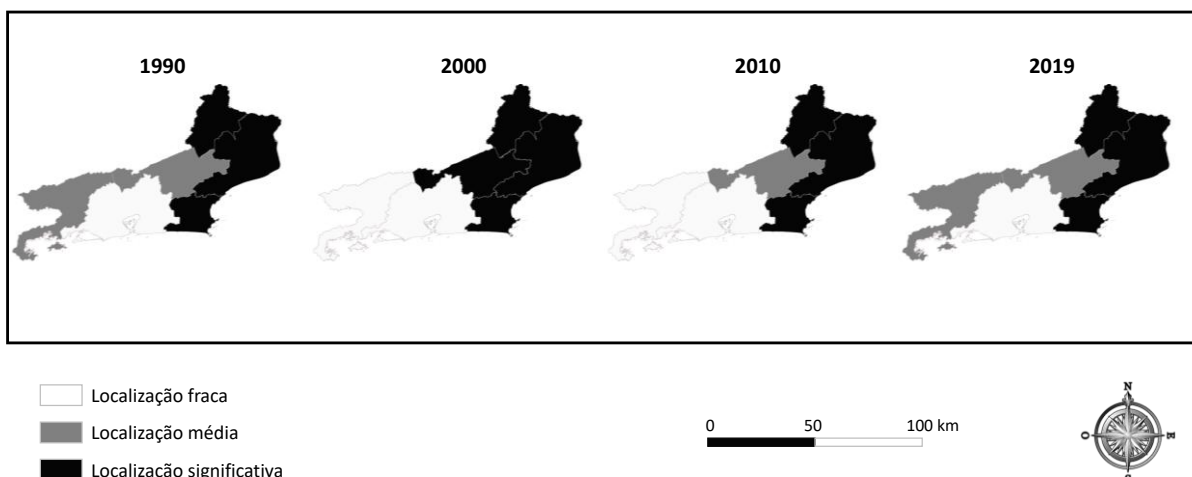 1990 2000 2010 2019
Localização fraca
Localização média
Localização significativa
0 50 100 km
N
O E
S